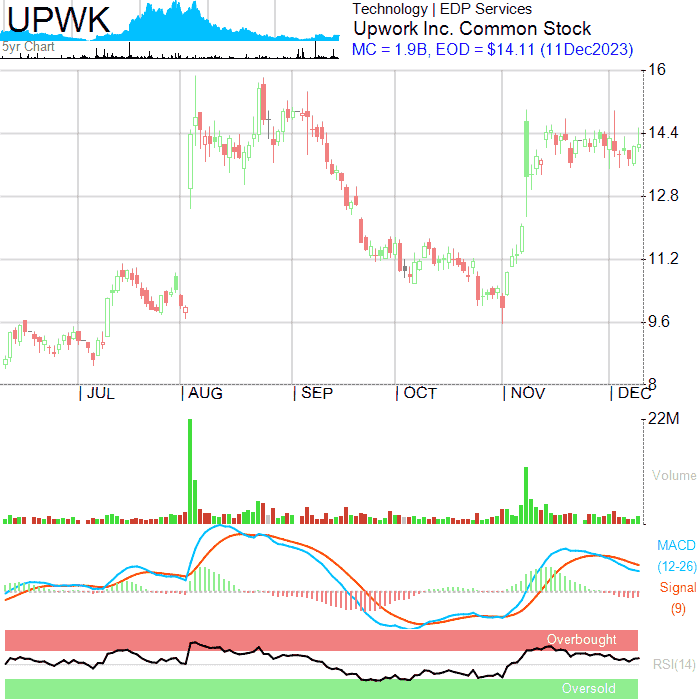 UPWK
5yr Chart
Technology | EDP Services
Upwork Inc. Common Stock
MC = 1.9B, EOD = $14.11 (11Dec2023)
16
14.4
12.8
11.2
9.6
8
JUL
AUG
SEP
OCT
NOV
DEC
22M
Volume
MACD
(12-26)
Signal
(9)
Overbought
RSI(14)
Oversold